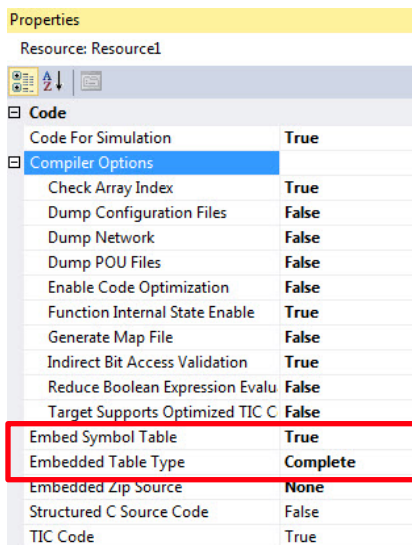 Properties
Resource: Resource1
Code
Code For Simulation True
Compiler Options
Check Array Index True
Dump Configuration Files False
Dump Network False
Dump POU Files False
Enable Code Optimization False
Function Internal State Enable True
Generate Map File False
Indirect Bit Access Validation True
Reduce Boolean Expression Evalu False
Target Supports Optimized TIC C False
Embed Symbol Table True
Embedded Table Type Complete
Embedded Zip Source None
Structured C Source Code False
TIC Code True